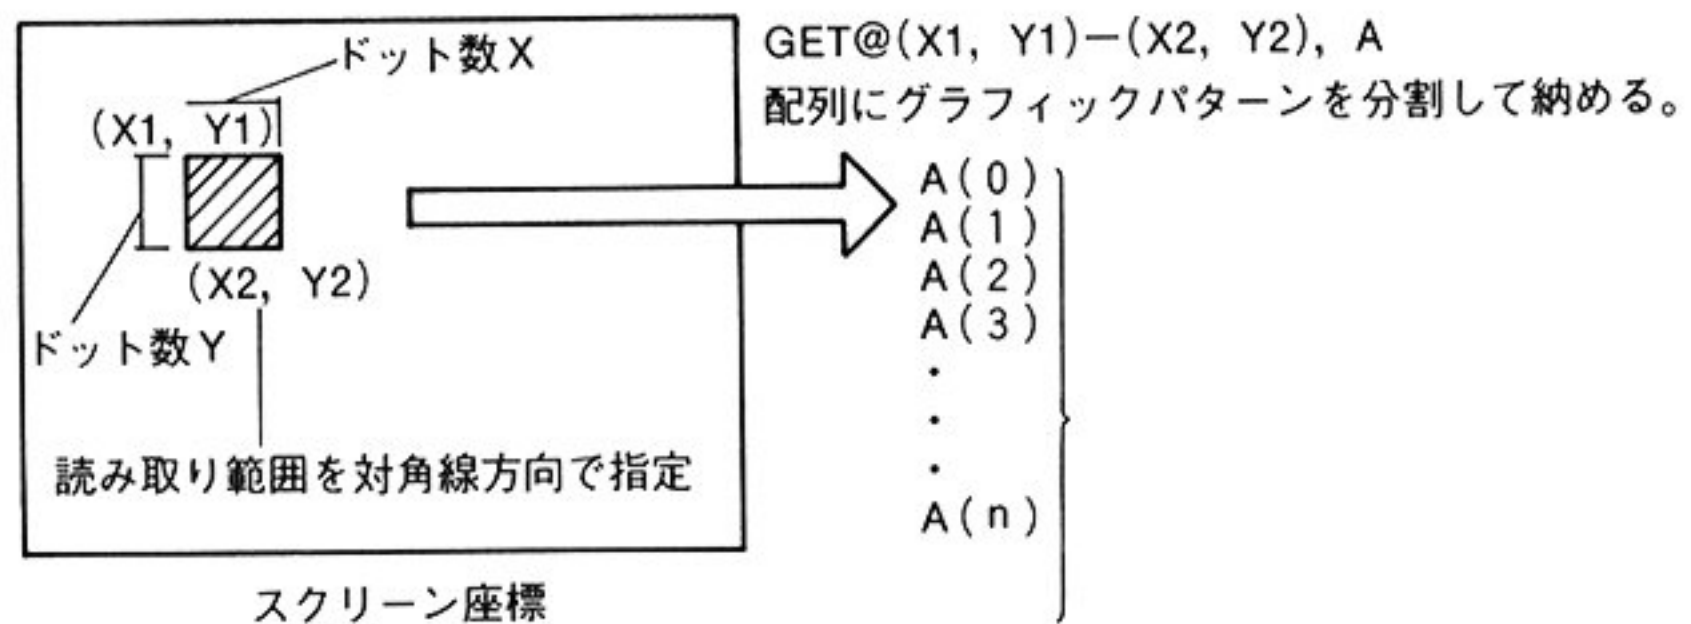 ドット数X
(X1, Y1)
(X2, Y2)
ドット数Y
読み取り範囲を対角線方向で指定
スクリーン座標
GET@(X1, Y1)−(X2, Y2), A
配列にグラフィックパターンを分割して納める。
A(0)
A(1)
A(2)
A(3)
・
・
・
A(n)